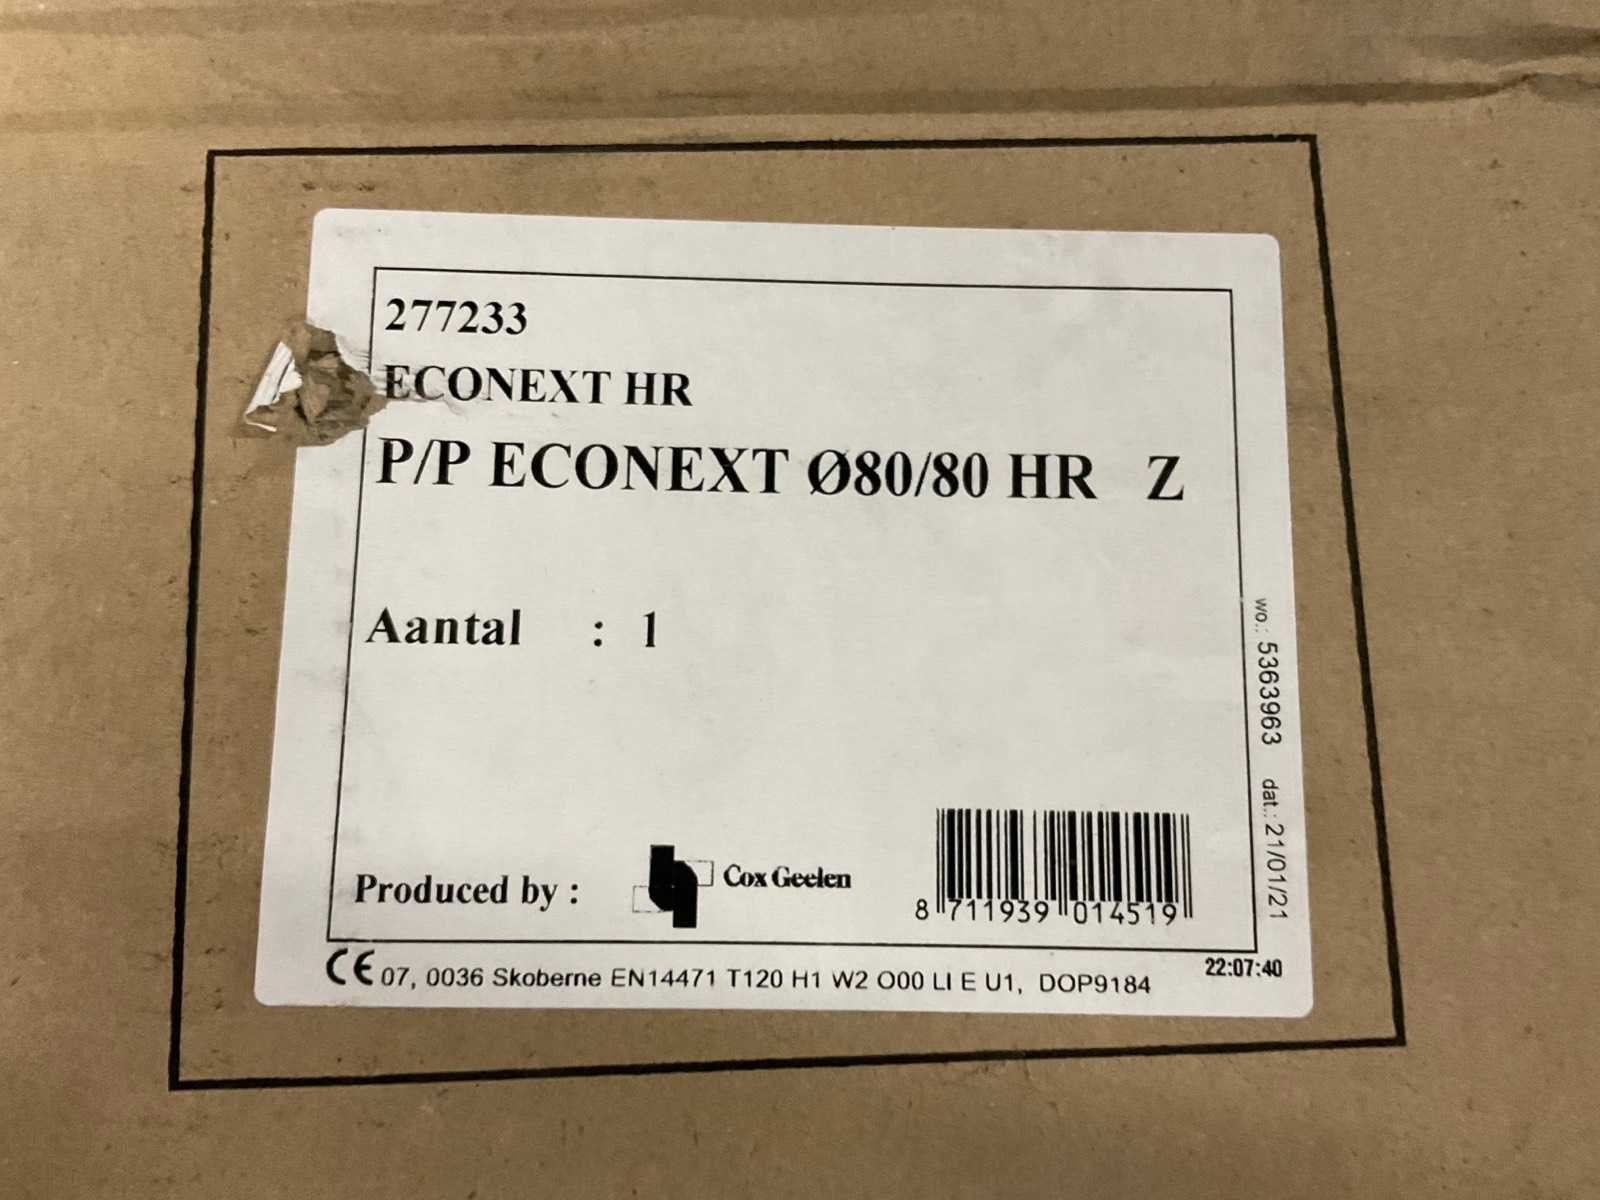 277233
ECONEXT HR
P/P ECONEXT Ø80/80 HR Z
Aantal : 1
wo.: 5363963 dat.: 21/01/21
Produced by : Cox Geelen
8 711939 014519
22:07:40
CE 07, 0036 Skoberne EN14471 T120 H1 W2 O00 LI E U1, DOP9184